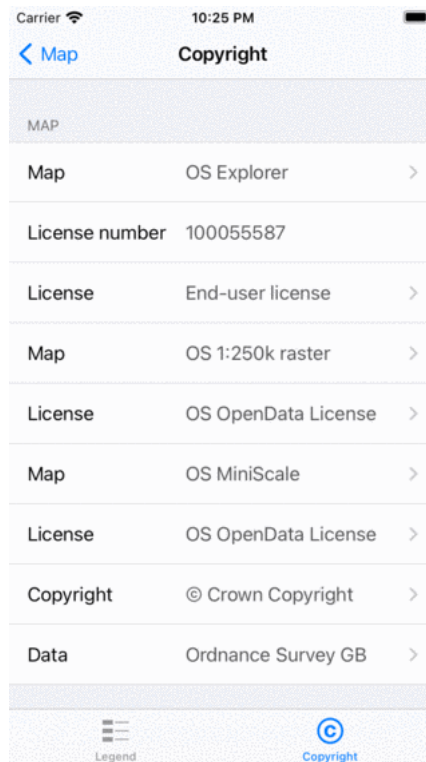 Carrier 10:25 PM
Map Copyright
MAP
Map OS Explorer
License number 100055587
License End-user license
Map OS 1:250k raster
License OS OpenData License
Map OS MiniScale
License OS OpenData License
Copyright © Crown Copyright
Data Ordnance Survey GB
Legend Copyright